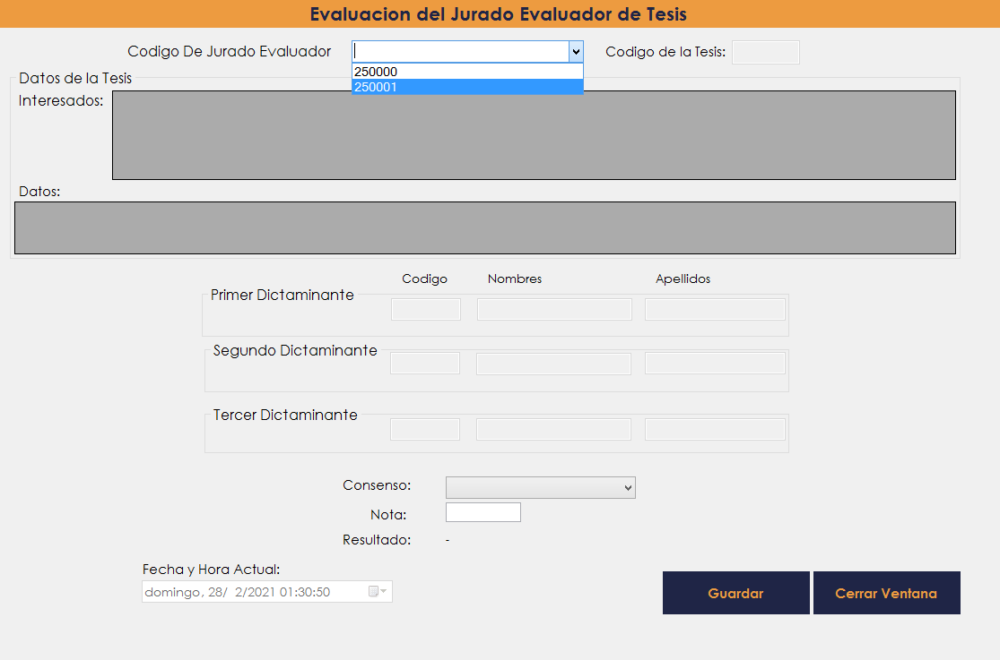 Evaluacion del Jurado Evaluador de Tesis
Codigo De Jurado Evaluador
Codigo de la Tesis:
250000
250001
Datos de la Tesis
Interesados:
Datos:
Codigo Nombres Apellidos
Primer Dictaminante
Segundo Dictaminante
Tercer Dictaminante
Consenso:
Nota:
Resultado: -
Fecha y Hora Actual:
domingo, 28/ 2/2021 01:30:50
Guardar
Cerrar Ventana